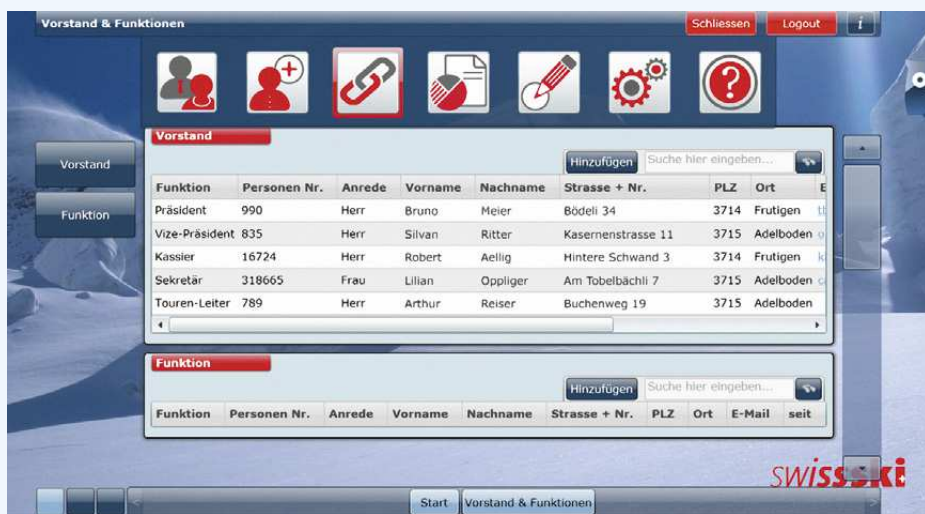 Vorstand & Funktionen
Schliessen
Logout
i
Vorstand
Funktion
Vorstand
Hinzufügen Suche hier eingeben...
Funktion Personen Nr. Anrede Vorname Nachname Strasse + Nr. PLZ Ort E
Präsident 990 Herr Bruno Meier Bödeli 34 3714 Frutigen
Vize-Präsident 835 Herr Silvan Ritter Kasernenstrasse 11 3715 Adelboden
Kassier 16724 Herr Robert Aellig Hintere Schwand 3 3714 Frutigen
Sekretär 318665 Frau Lilian Oppliger Am Tobelbächli 7 3715 Adelboden
Touren-Leiter 789 Herr Arthur Reiser Buchenweg 19 3715 Adelboden
Funktion
Hinzufügen Suche hier eingeben...
Funktion Personen Nr. Anrede Vorname Nachname Strasse + Nr. PLZ Ort E-Mail seit
swiss ski
Start Vorstand & Funktionen